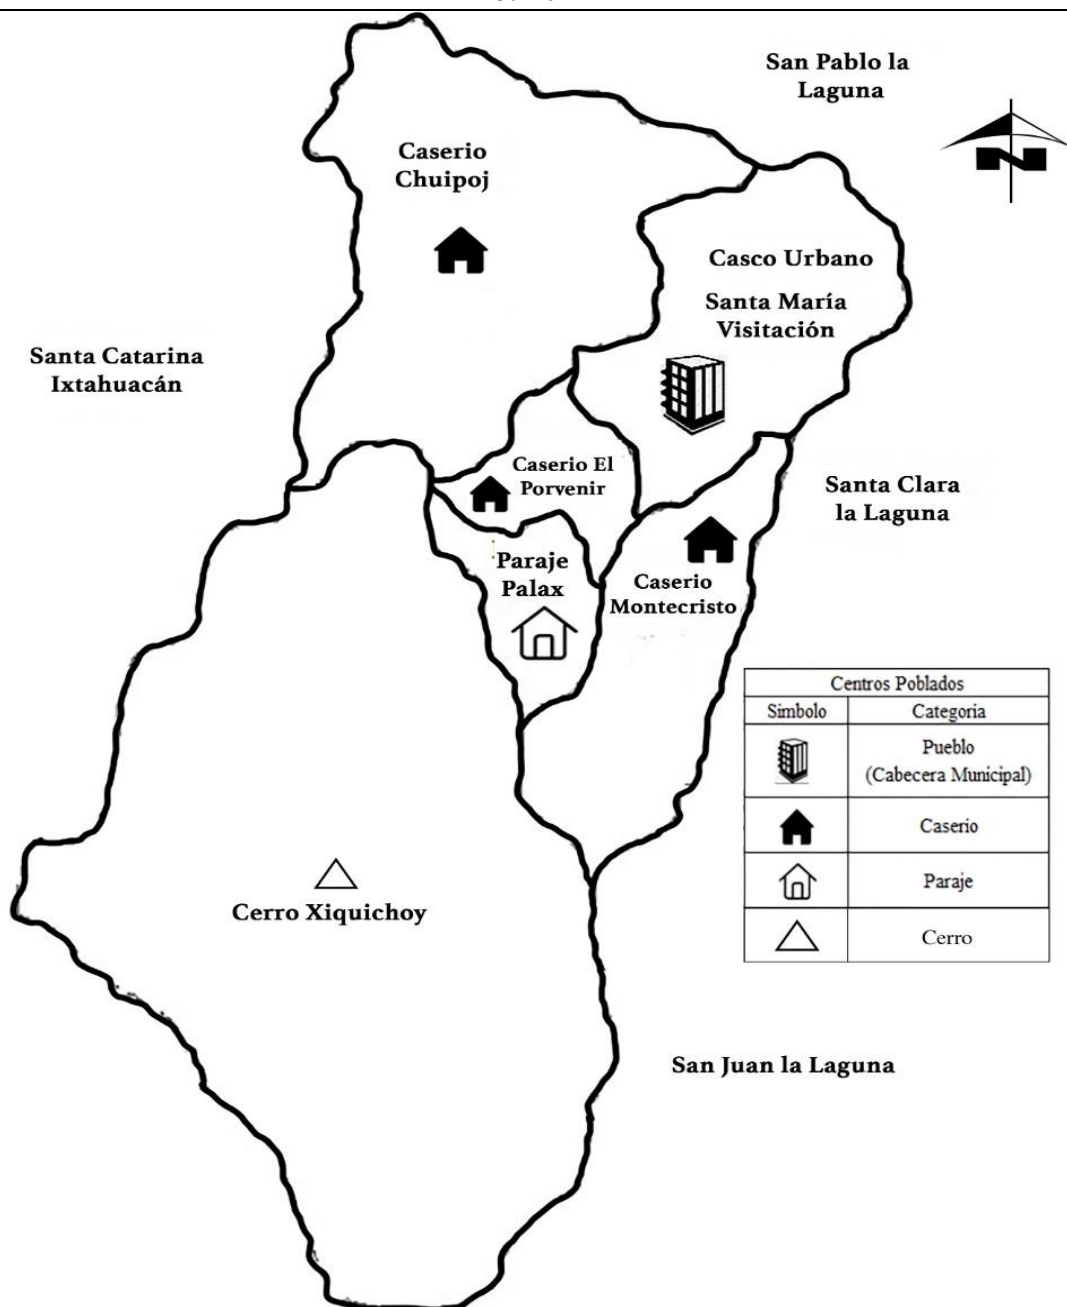 San Pablo la
Laguna
N
Caserio
Chuipoj
Casco Urbano
Santa María
Visitación
Santa Catarina
Ixtahuacán
Caserio El
Porvenir
Santa Clara
la Laguna
Paraje
Palax
Caserio
Montecristo
Centros Poblados
Simbolo Categoria
Pueblo
(Cabecera Municipal)
Caserio
Paraje
Cerro
Cerro Xiquichoy
San Juan la Laguna